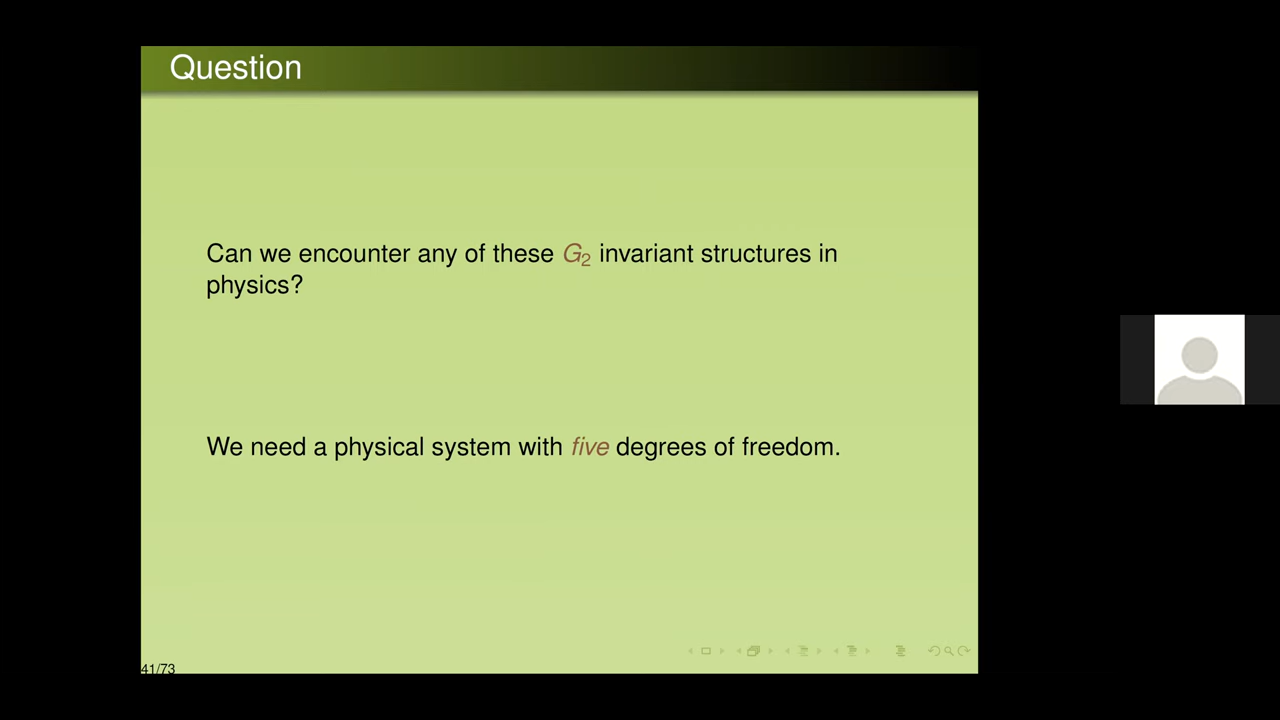 Question
Can we encounter any of these G₂ invariant structures in
physics?
We need a physical system with five degrees of freedom.
41/73